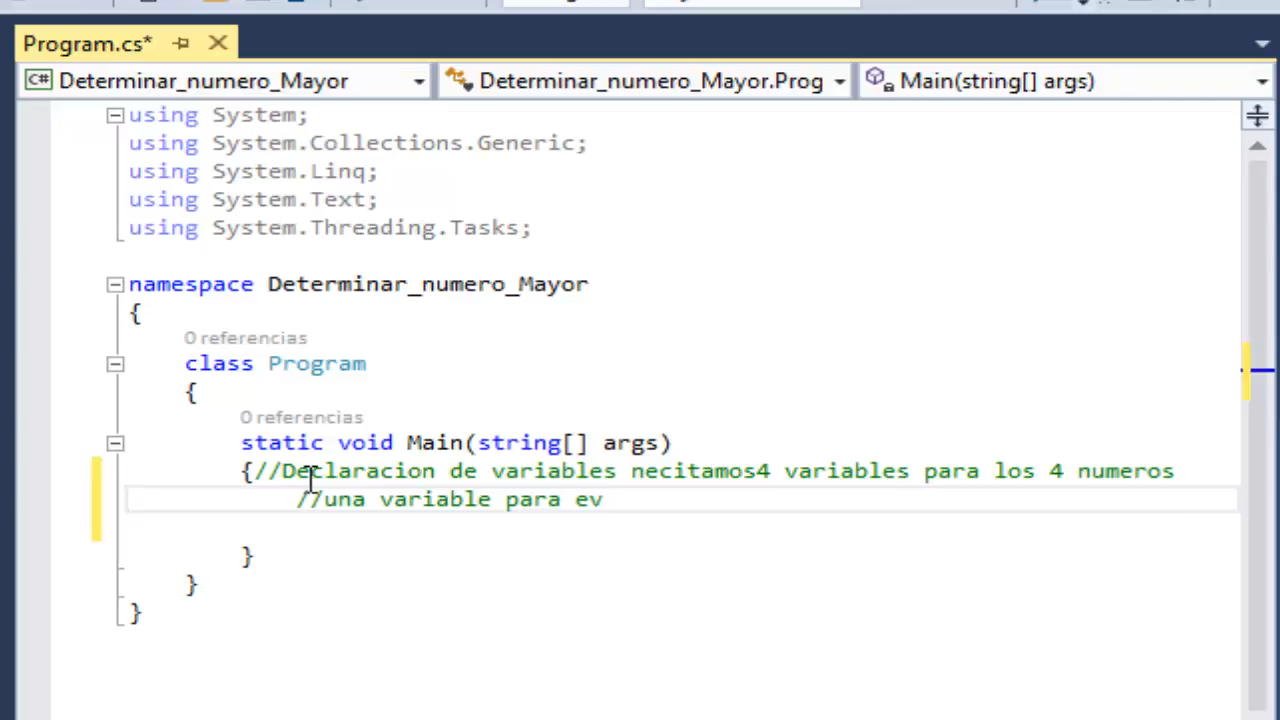 Program.cs*
C# Determinar_numero_Mayor
Determinar_numero_Mayor.Prog
Main(string[] args)
using System;
using System.Collections.Generic;
using System.Linq;
using System.Text;
using System.Threading.Tasks;
namespace Determinar_numero_Mayor
{
0 referencias
class Program
{
0 referencias
static void Main(string[] args)
{//Declaracion de variables necitamos4 variables para los 4 numeros
//una variable para ev
}
}
}